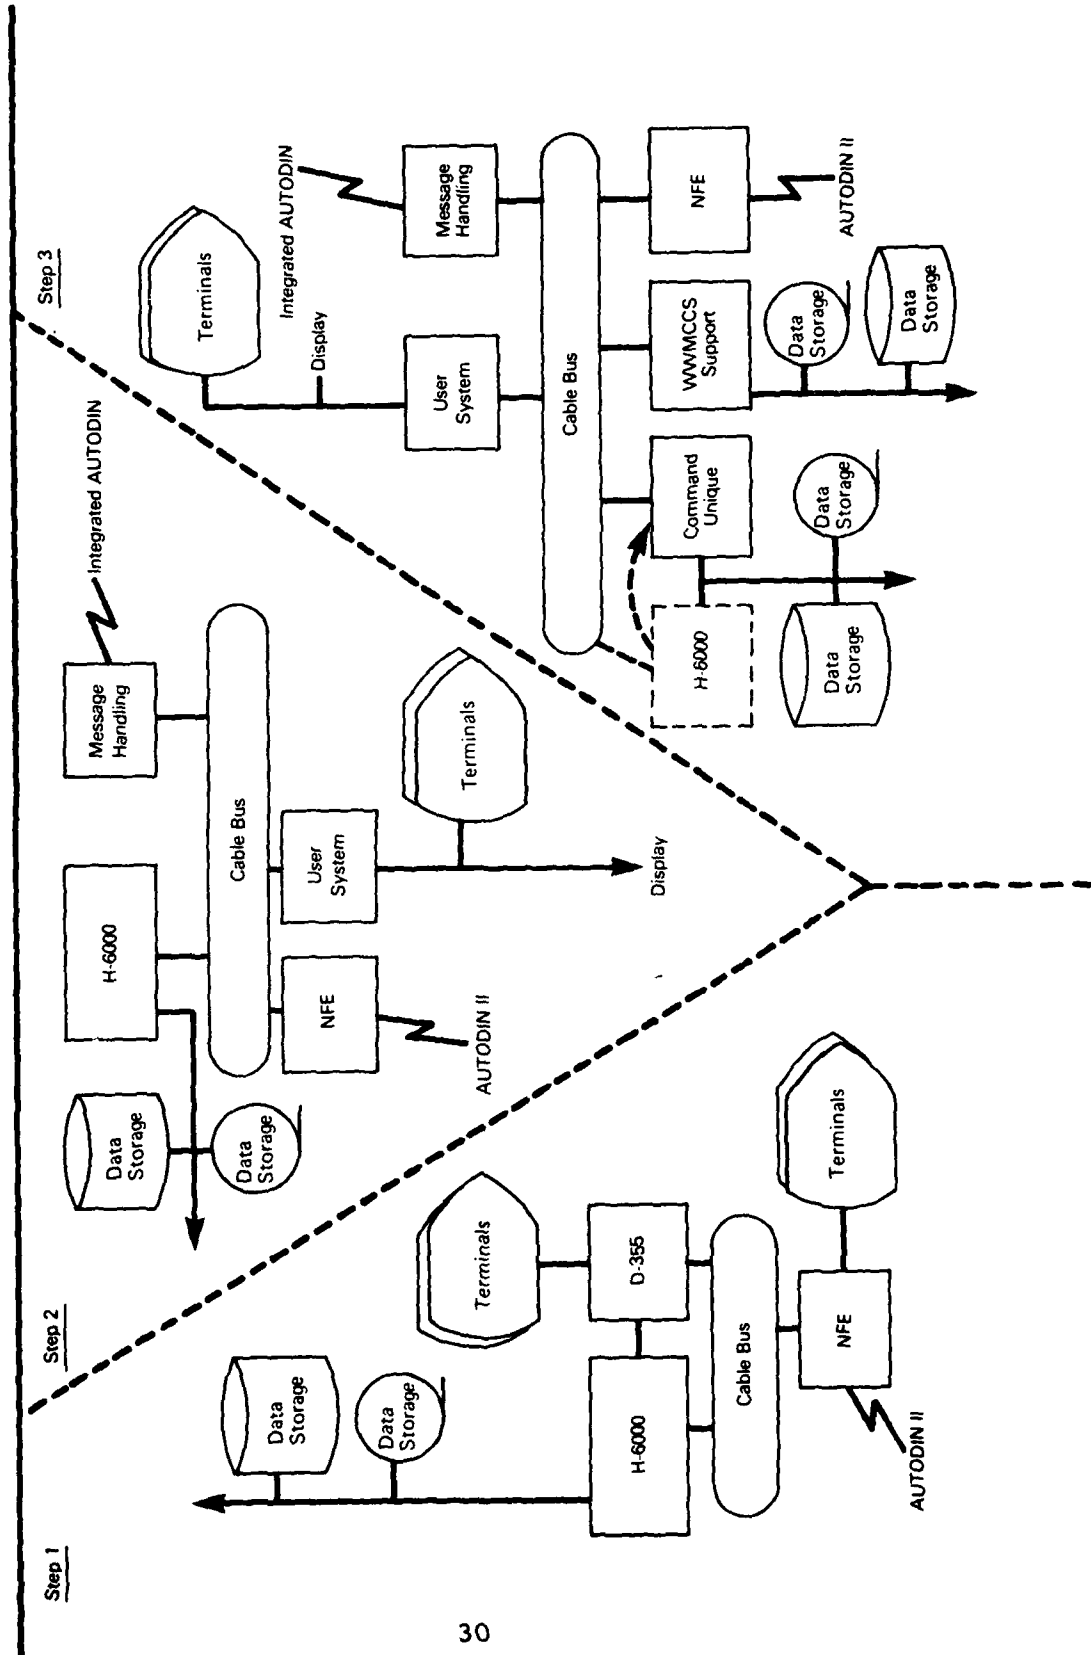 Step 1
Data
Storage
Data
Storage
Terminals
H-6000
D-355
Cable Bus
NFE
Terminals
AUTODIN II
Step 2
Data
Storage
Data
Storage
H-6000
Message
Handling
Integrated AUTODIN
Cable Bus
NFE
User
System
AUTODIN II
Terminals
Display
Step 3
Terminals
Display
Integrated AUTODIN
User
System
Message
Handling
Cable Bus
H-6000
Command
Unique
WWMCCS
Support
NFE
Data
Storage
Data
Storage
Data
Storage
Data
Storage
AUTODIN II
30